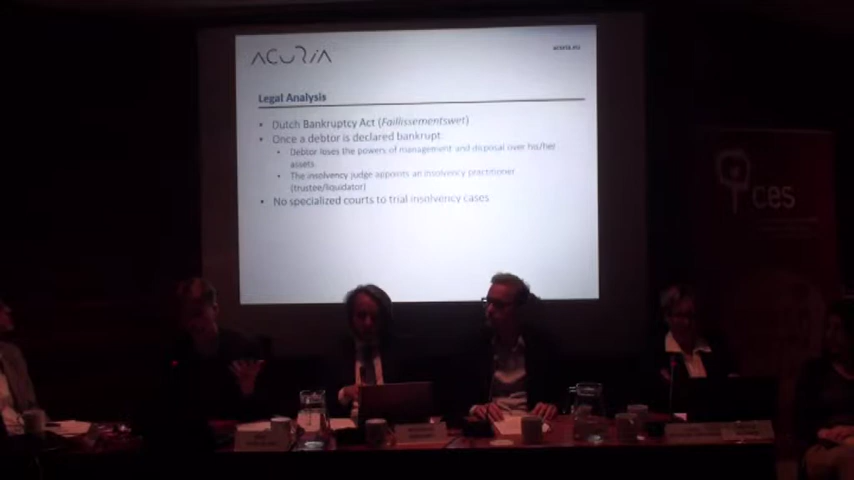 ACURIA
acuria.eu
Legal Analysis
• Dutch Bankruptcy Act (Faillissementswet)
• Once a debtor is declared bankrupt:
• Debtor loses the powers of management and disposal over his/her
assets.
• The insolvency judge appoints an insolvency practitioner
(trustee/liquidator)
• No specialized courts to trial insolvency cases
ces